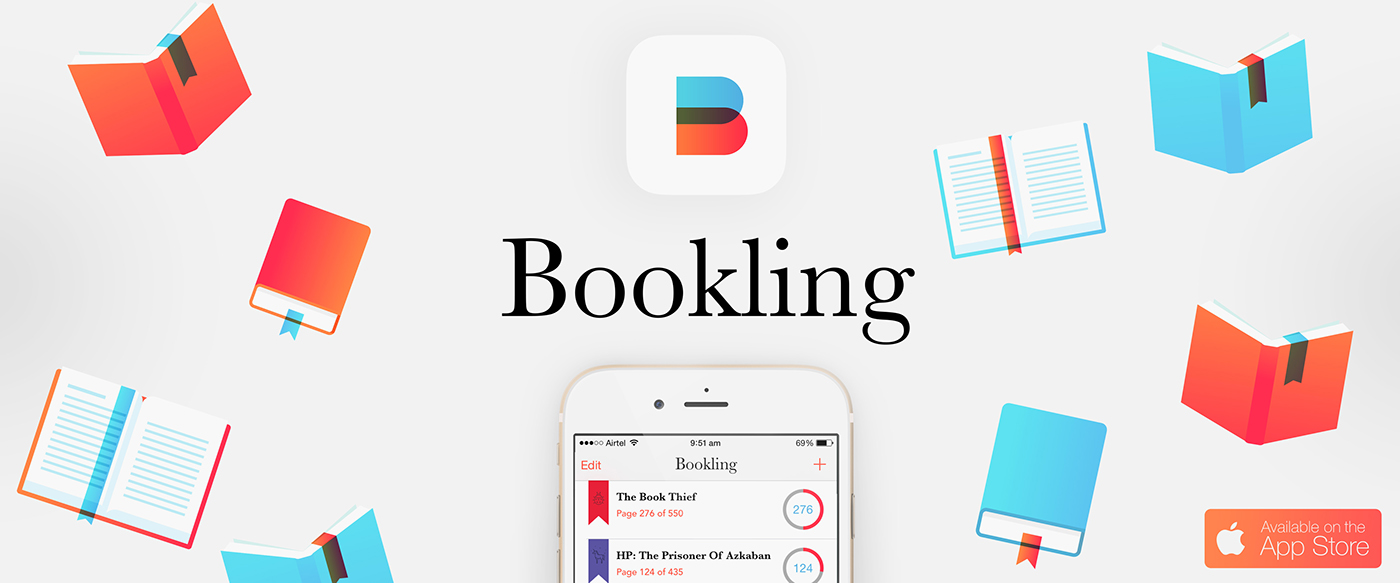 B
Bookling
Airtel 9:51 am 69%
Edit Bookling +
The Book Thief
Page 276 of 550
276
HP: The Prisoner Of Azkaban
Page 124 of 435
124
Available on the
App Store